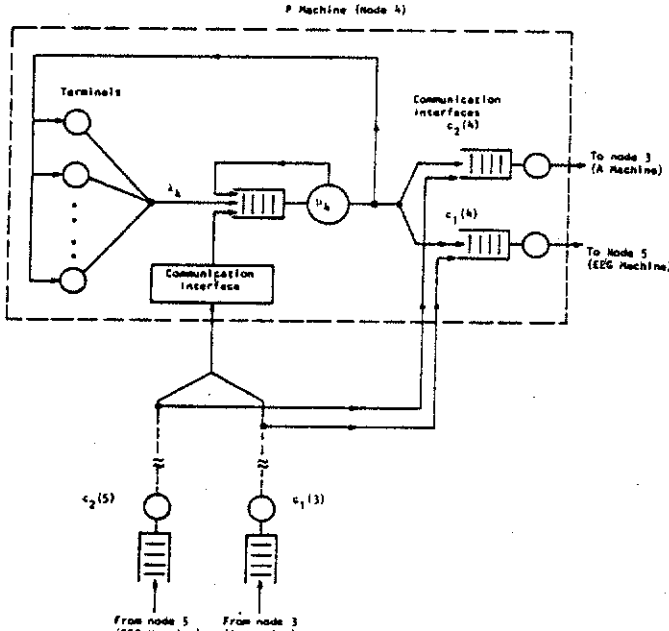 P Machine (Node 4)
Terminals
Communication
interfaces
c₂(4)
To node 3
(A Machine)
λ₄
μ₄
c₁(4)
To Node 5
(EEG Machine)
Communication
interface
c₂(5)
c₁(3)
From node 5
From node 3